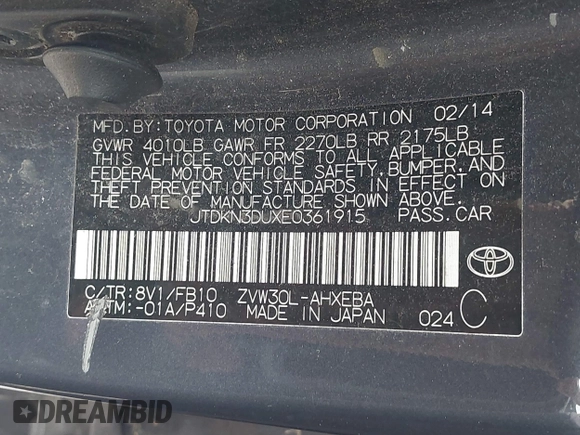 MFD. BY: TOYOTA MOTOR CORPORATION 02/14
GVWR 4010LB GAWR FR 2270LB RR 2175LB
THIS VEHICLE CONFORMS TO ALL APPLICABLE
FEDERAL MOTOR VEHICLE SAFETY, BUMPER, AND
THEFT PREVENTION STANDARDS IN EFFECT ON
THE DATE OF MANUFACTURE SHOWN ABOVE.
JTDKN3DUXE0361915 PASS. CAR
C/TR: 8V1/FB10 ZVW30L-AHXEBA
A/TM: -01A/P410 MADE IN JAPAN 024 C
DREAMBID